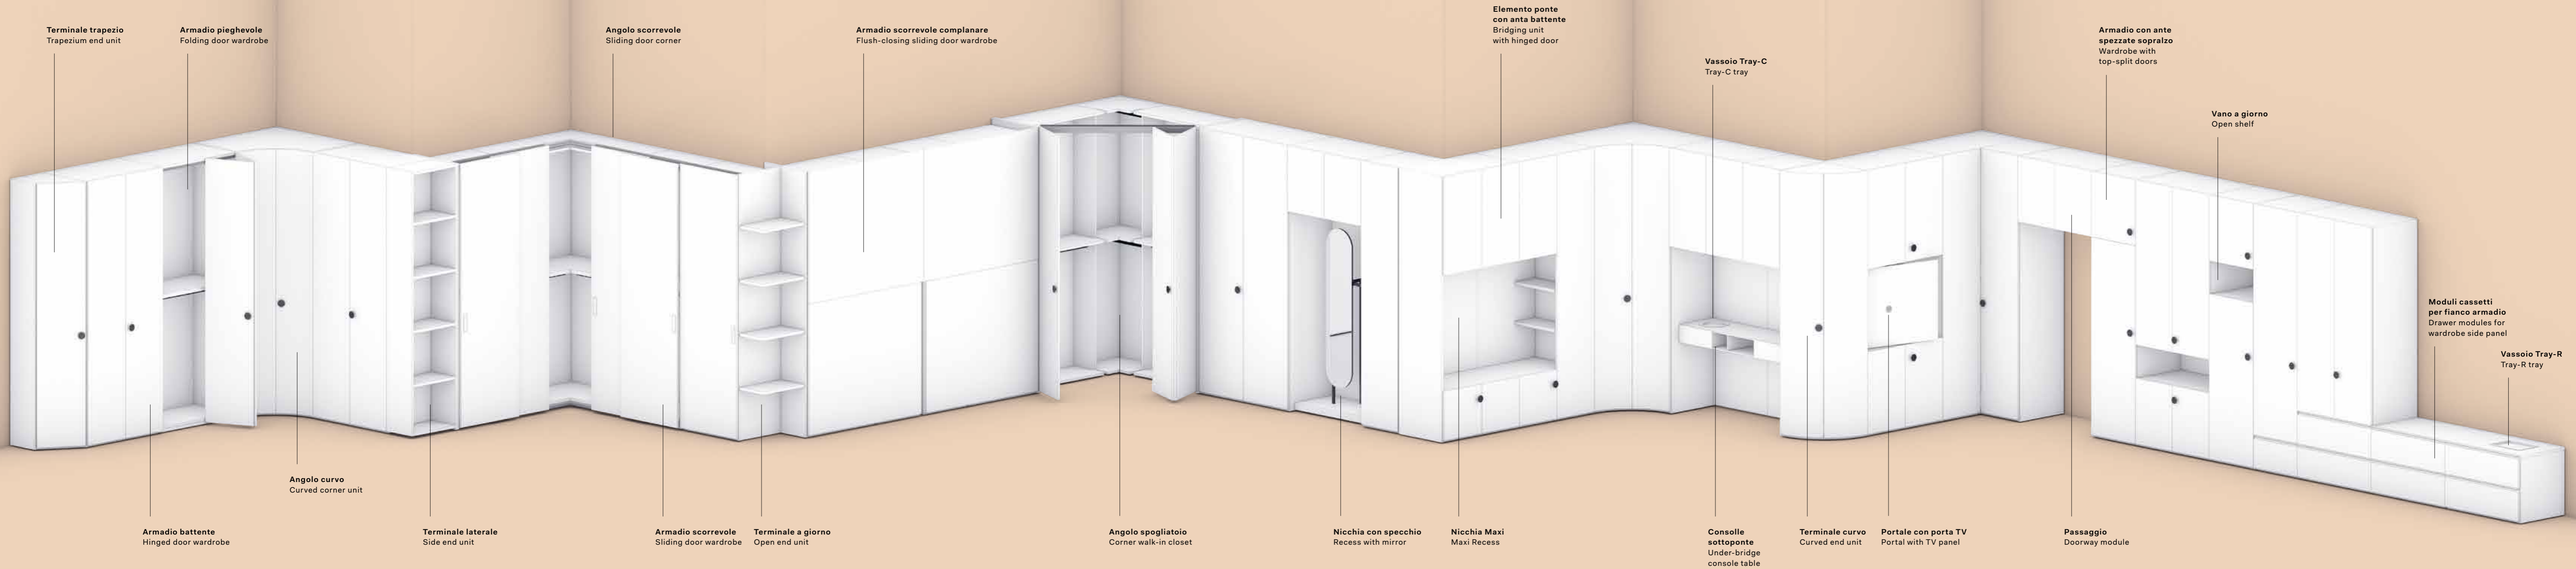 Terminale trapezio
Trapezium end unit
Armadio pieghevole
Folding door wardrobe
Angolo scorrevole
Sliding door corner
Armadio scorrevole complanare
Flush-closing sliding door wardrobe
Elemento ponte
con anta battente
Bridging unit
with hinged door
Vassoio Tray-C
Tray-C tray
Armadio con ante
spezzate sopralzo
Wardrobe with
top-split doors
Vano a giorno
Open shelf
Moduli cassetti
per fianco armadio
Drawer modules for
wardrobe side panel
Vassoio Tray-R
Tray-R tray
Angolo curvo
Curved corner unit
Armadio battente
Hinged door wardrobe
Terminale laterale
Side end unit
Armadio scorrevole
Sliding door wardrobe
Terminale a giorno
Open end unit
Angolo spogliatoio
Corner walk-in closet
Nicchia con specchio
Recess with mirror
Nicchia Maxi
Maxi Recess
Consolle
sottoponte
Under-bridge
console table
Terminale curvo
Curved end unit
Portale con porta TV
Portal with TV panel
Passaggio
Doorway module